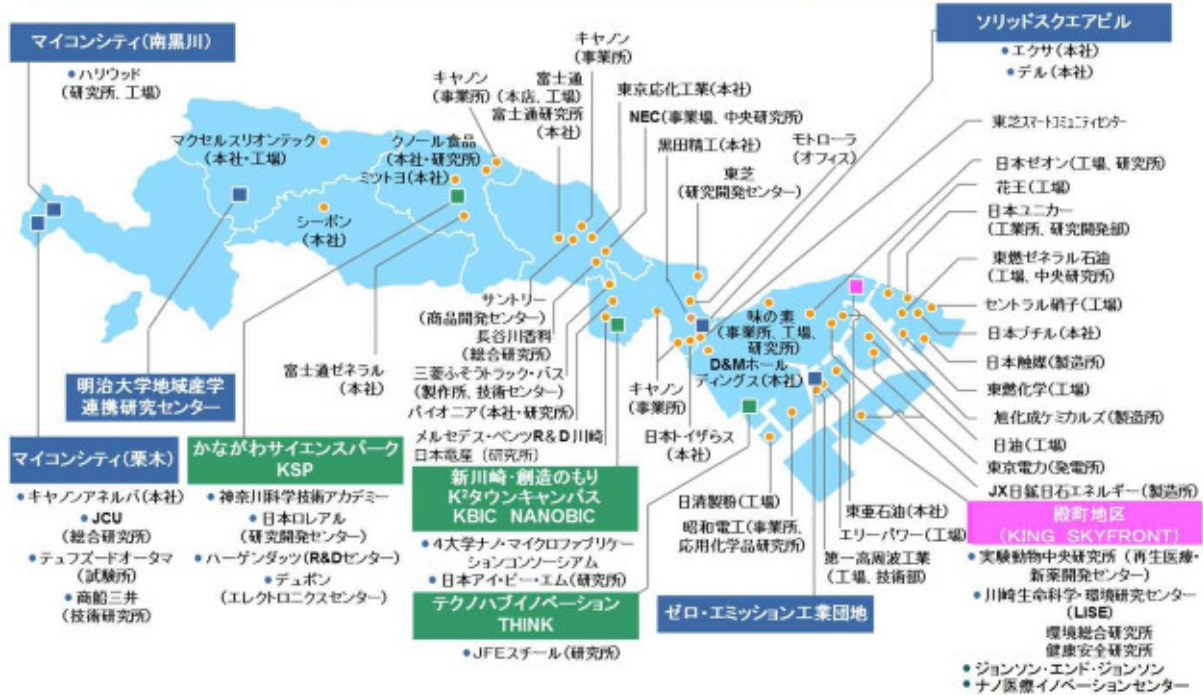 マイコンシティ(南黒川)
● ハリウッド
(研究所、工場)
マクセルスリオンテック
(本社・工場)
シーボン
(本社)
キヤノン
(事業所)
富士通
(本店、工場)
富士通研究所
(本社)
キヤノン
(事業所)
クノール食品
(本社・研究所)
ミツトヨ(本社)
東京応化工業(本社)
NEC(事業場、中央研究所)
黒田精工(本社)
東芝
(研究開発センター)
モトローラ
(オフィス)
ソリッドスクエアビル
● エクサ(本社)
● デル(本社)
東芝スマートコミュニティセンター
日本ゼオン(工場、研究所)
花王(工場)
日本ユニカー
(工業所、研究開発部)
東燃ゼネラル石油
(工場、中央研究所)
セントラル硝子(工場)
日本ブチル(本社)
日本触媒(製造所)
東燃化学(工場)
旭化成ケミカルズ(製造所)
日油(工場)
東京電力(発電所)
JX日鉱日石エネルギー(製造所)
サントリー
(商品開発センター)
長谷川香料
(総合研究所)
三菱ふそうトラック・バス
(製作所、技術センター)
パイオニア(本社・研究所)
メルセデス・ベンツR&D川崎
日本竜産(研究所)
富士通ゼネラル(本社)
キヤノン
(事業所)
日本トイザらス
(本社)
味の素
(事業所、工場、
研究所)
D&Mホール
ディングス(本社)
日清製粉(工場)
昭和電工(事業所、
応用化学品研究所)
東亜石油(本社)
エリーパワー(工場)
第一高周波工業
(工場、技術部)
明治大学地域産学
連携研究センター
マイコンシティ(栗木)
● キヤノンアネルバ(本社)
● JCU
(総合研究所)
● テュフズードオータマ
(試験所)
● 商船三井
(技術研究所)
かながわサイエンスパーク
KSP
● 神奈川科学技術アカデミー
● 日本ロレアル
(研究開発センター)
● ハーゲンダッツ(R&Dセンター)
● デュポン
(エレクトロニクスセンター)
新川崎・創造のもり
K²タウンキャンパス
KBIC NANOBIC
● 4大学ナノ・マイクロファブリケー
ションコンソーシアム
● 日本アイ・ビー・エム(研究所)
テクノハブイノベーション
THINK
● JFEスチール(研究所)
ゼロ・エミッション工業団地
殿町地区
(KING SKYFRONT)
● 実験動物中央研究所(再生医療・
新薬開発センター)
● 川崎生命科学・環境研究センター
(LISE)
環境総合研究所
健康安全研究所
● ジョンソン・エンド・ジョンソン
● ナノ医療イノベーションセンター